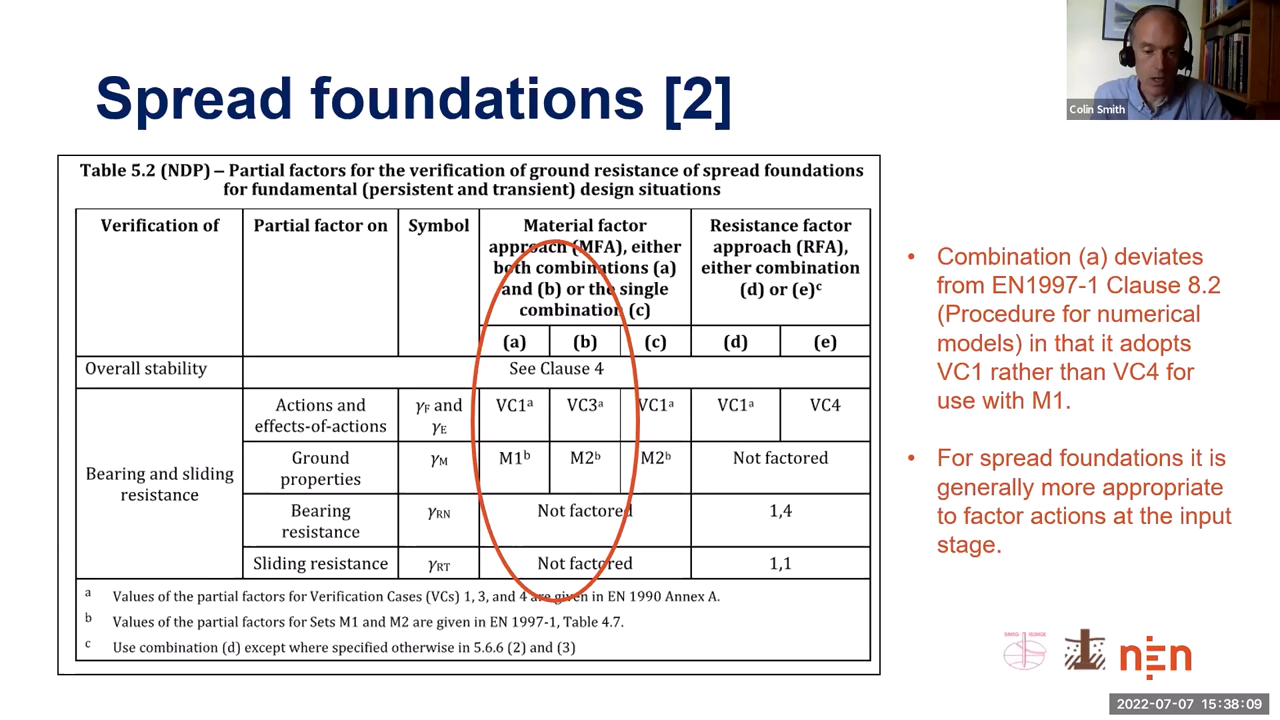 Colin Smith
Spread foundations [2]
Table 5.2 (NDP) – Partial factors for the verification of ground resistance of spread foundations
for fundamental (persistent and transient) design situations
Verification of
Partial factor on
Symbol
Material factor
approach (MFA), either
both combinations (a)
and (b) or the single
combination (c)
Resistance factor
approach (RFA),
either combination
(d) or (e)c
(a) (b) (c) (d) (e)
Overall stability
See Clause 4
Bearing and sliding
resistance
Actions and
effects-of-actions
γF and
γE
VC1a VC3a VC1a VC1a VC4
Ground
properties
γM
M1b M2b M2b Not factored
Bearing
resistance
γRN
Not factored 1,4
Sliding resistance γRT Not factored 1,1
a Values of the partial factors for Verification Cases (VCs) 1, 3, and 4 are given in EN 1990 Annex A.
b Values of the partial factors for Sets M1 and M2 are given in EN 1997-1, Table 4.7.
c Use combination (d) except where specified otherwise in 5.6.6 (2) and (3)
• Combination (a) deviates
from EN1997-1 Clause 8.2
(Procedure for numerical
models) in that it adopts
VC1 rather than VC4 for
use with M1.
• For spread foundations it is
generally more appropriate
to factor actions at the input
stage.
nen
2022-07-07 15:38:09